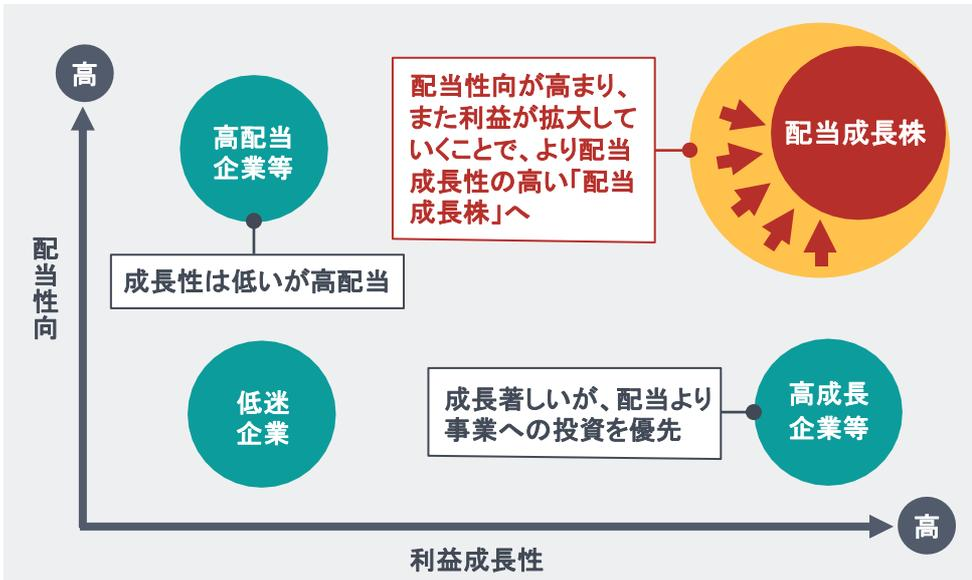 高
高配当
企業等
成長性は低いが高配当
配当性向が高まり、
また利益が拡大して
いくことで、より配当
成長性の高い「配当
成長株」へ
配当成長株
配当性向
低迷
企業
成長著しいが、配当より
事業への投資を優先
高成長
企業等
高
利益成長性